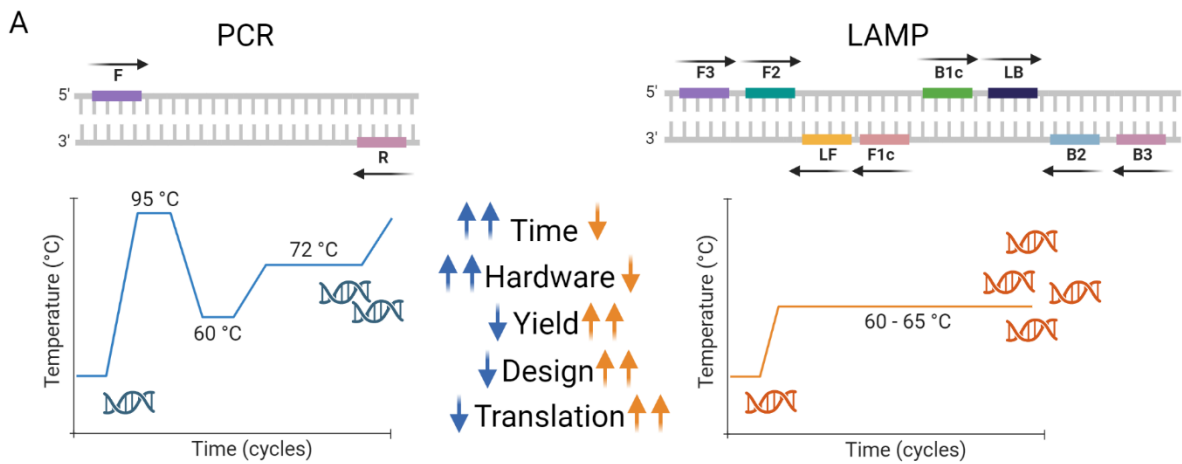 A
PCR
LAMP
F
5'
3'
R
F3
F2
B1c
LB
5'
3'
LF
F1c
B2
B3
Temperature (°C)
95 °C
60 °C
72 °C
Time (cycles)
Time
Hardware
Yield
Design
Translation
Temperature (°C)
60 - 65 °C
Time (cycles)